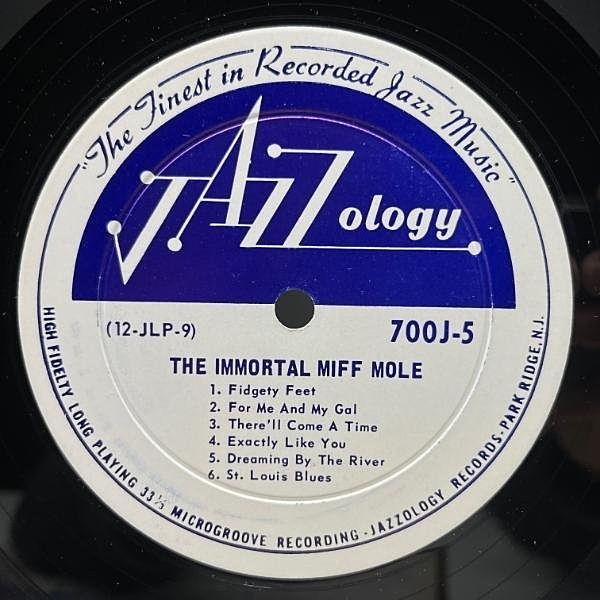 "The Finest in Recorded Jazz Music"
JAZZology
(12-JLP-9)
700J-5
THE IMMORTAL MIFF MOLE
1. Fidgety Feet
2. For Me And My Gal
3. There'll Come A Time
4. Exactly Like You
5. Dreaming By The River
6. St. Louis Blues
HIGH FIDELTY LONG PLAYING 33⅓ MICROGROOVE RECORDING - JAZZOLOGY RECORDS - PARK RIDGE, N.J.